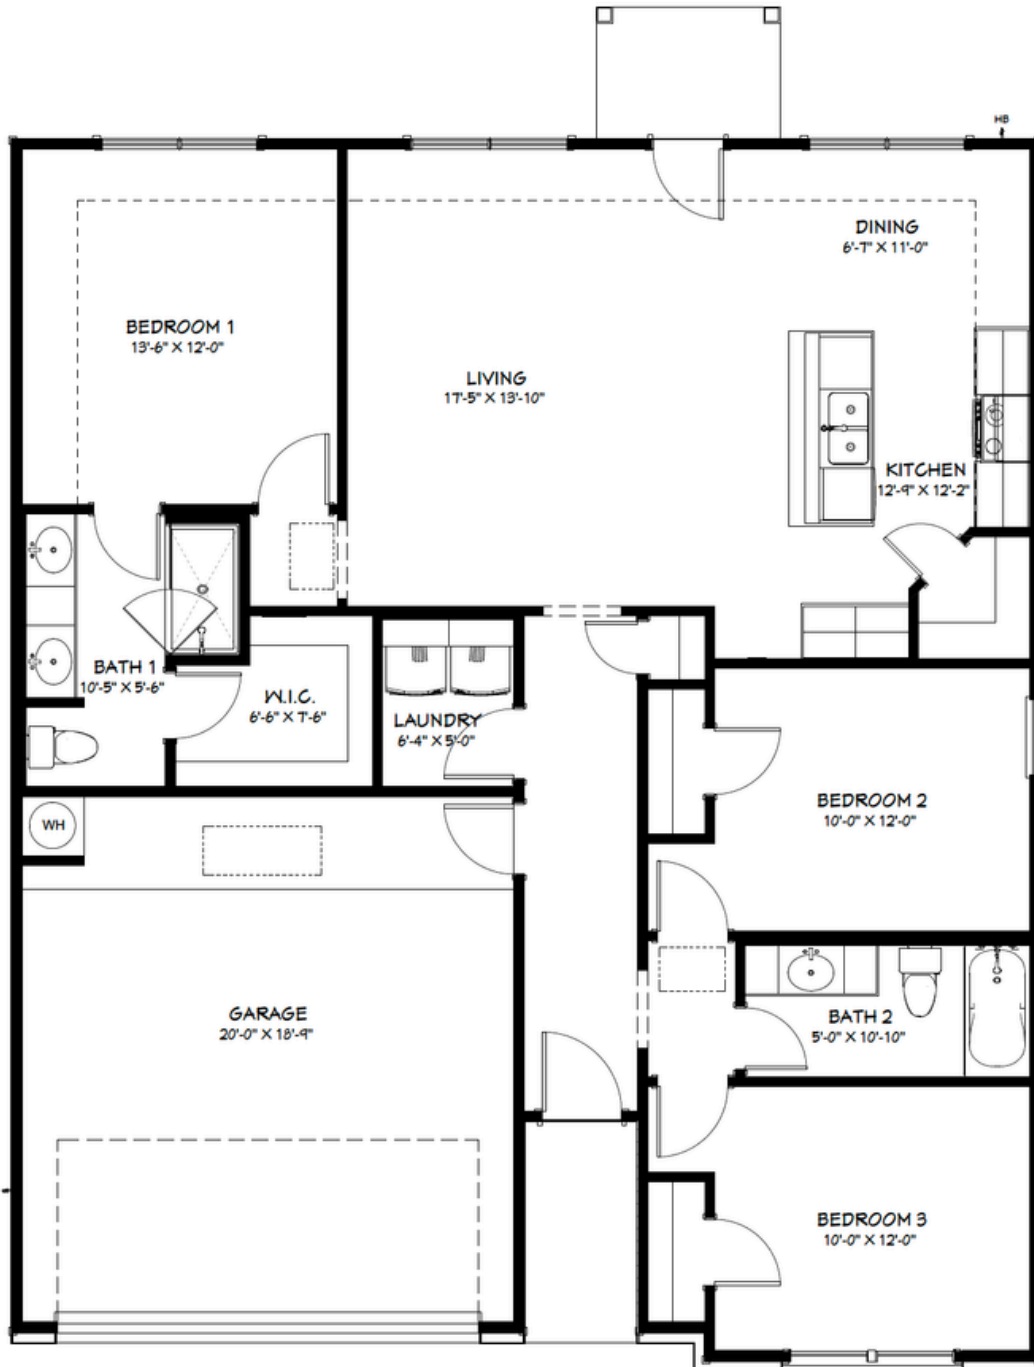 HB
DINING
6'-7" X 11'-0"
BEDROOM 1
13'-6" X 12'-0"
LIVING
17'-5" X 13'-10"
KITCHEN
12'-9" X 12'-2"
BATH 1
10'-5" X 5'-6"
W.I.C.
6'-6" X 7'-6"
LAUNDRY
6'-4" X 5'-0"
BEDROOM 2
10'-0" X 12'-0"
WH
GARAGE
20'-0" X 18'-9"
BATH 2
5'-0" X 10'-10"
BEDROOM 3
10'-0" X 12'-0"